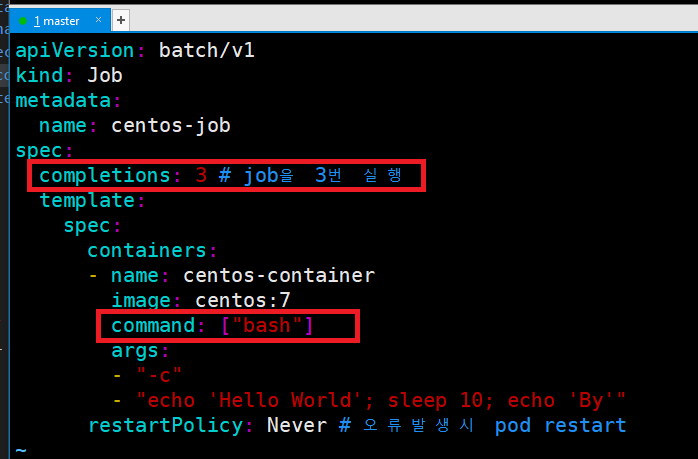 1 master × +
apiVersion: batch/v1
kind: Job
metadata:
  name: centos-job
spec:
  completions: 3 # job을 3번 실행
  template:
    spec:
      containers:
      - name: centos-container
        image: centos:7
        command: ["bash"]
        args:
        - "-c"
        - "echo 'Hello World'; sleep 10; echo 'By'"
      restartPolicy: Never # 오류발생시 pod restart
~